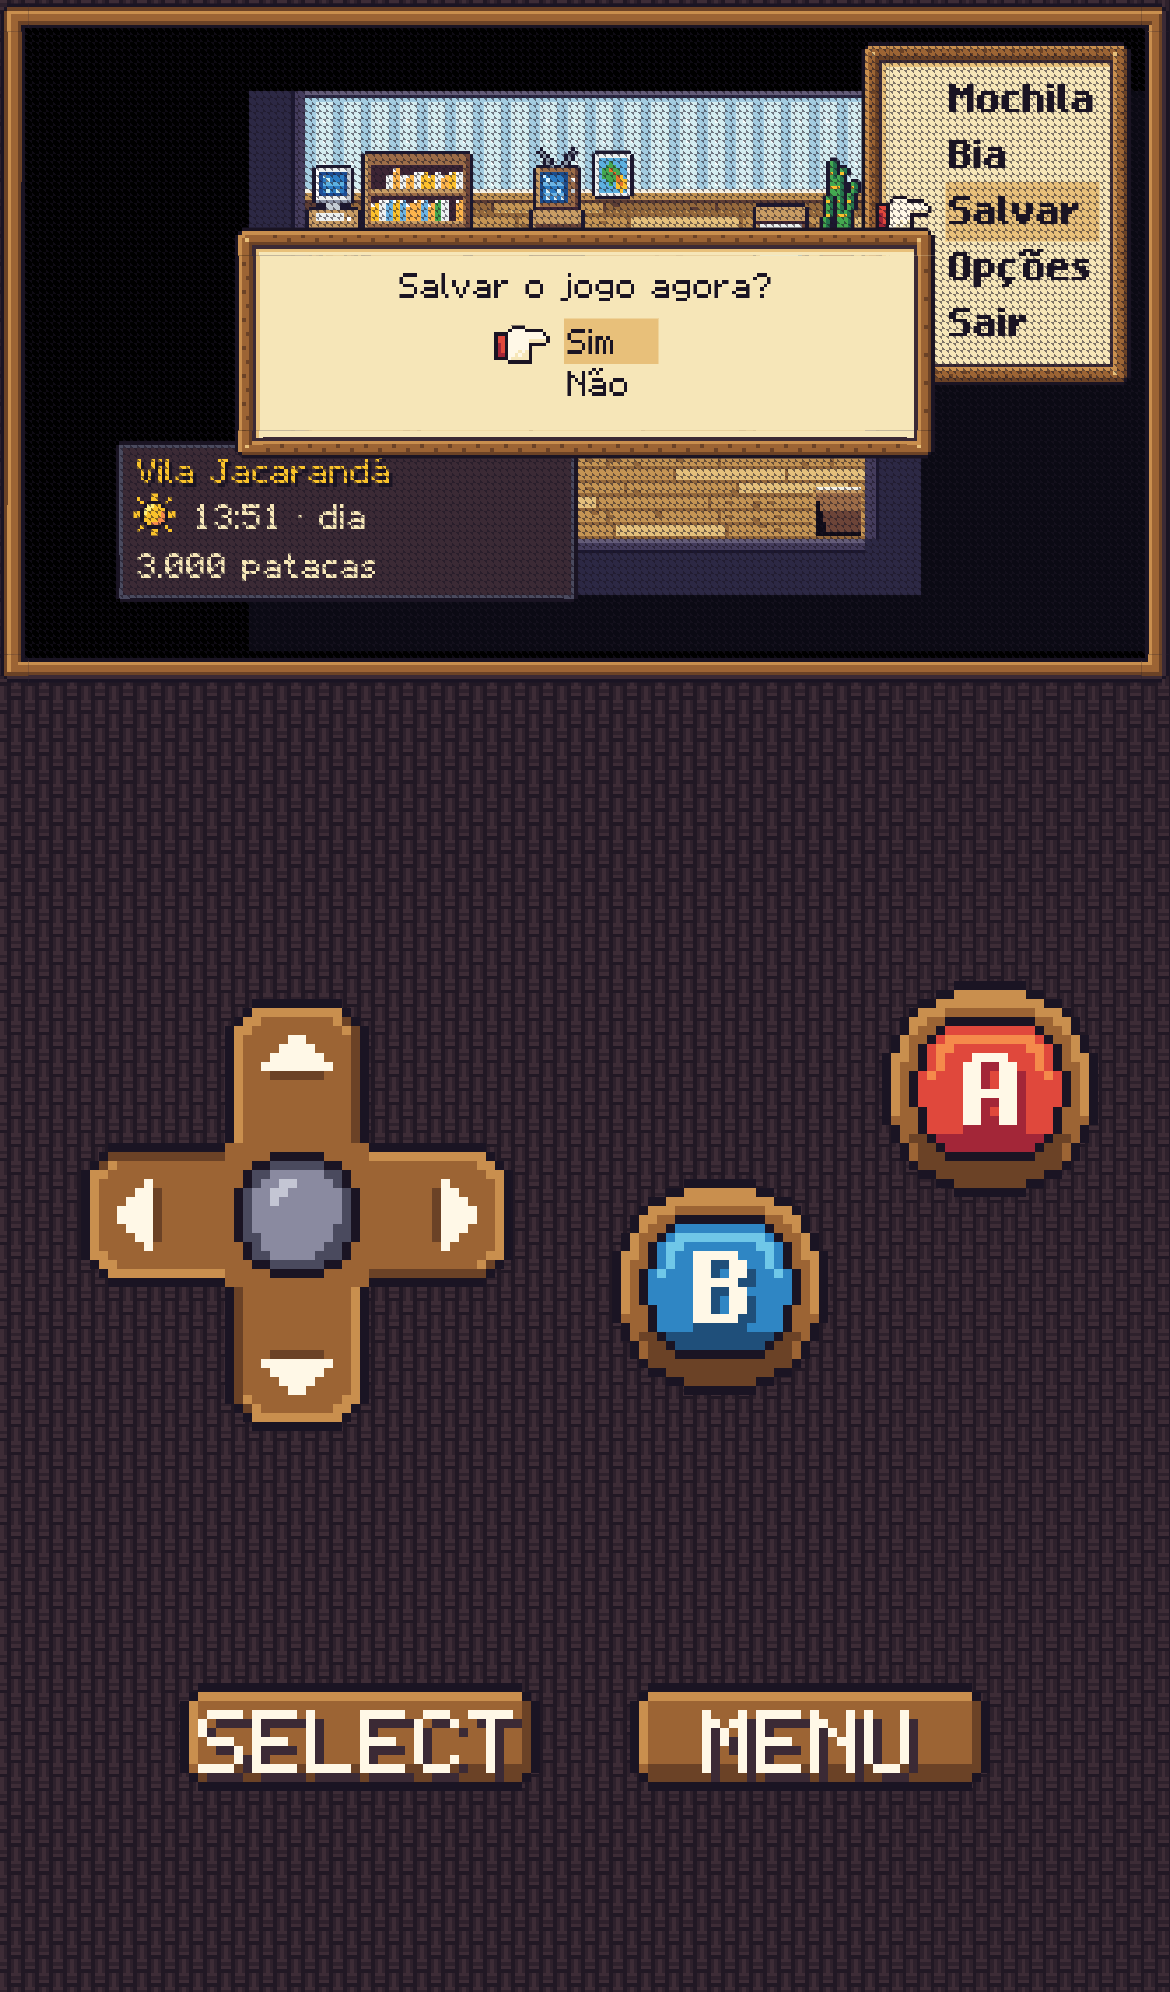 Mochila
Bia
Salvar
Opções
Sair
Salvar o jogo agora?
Sim
Não
Vila Jacarandá
13:51 · dia
3.000 patacas
A
B
SELECT
MENU